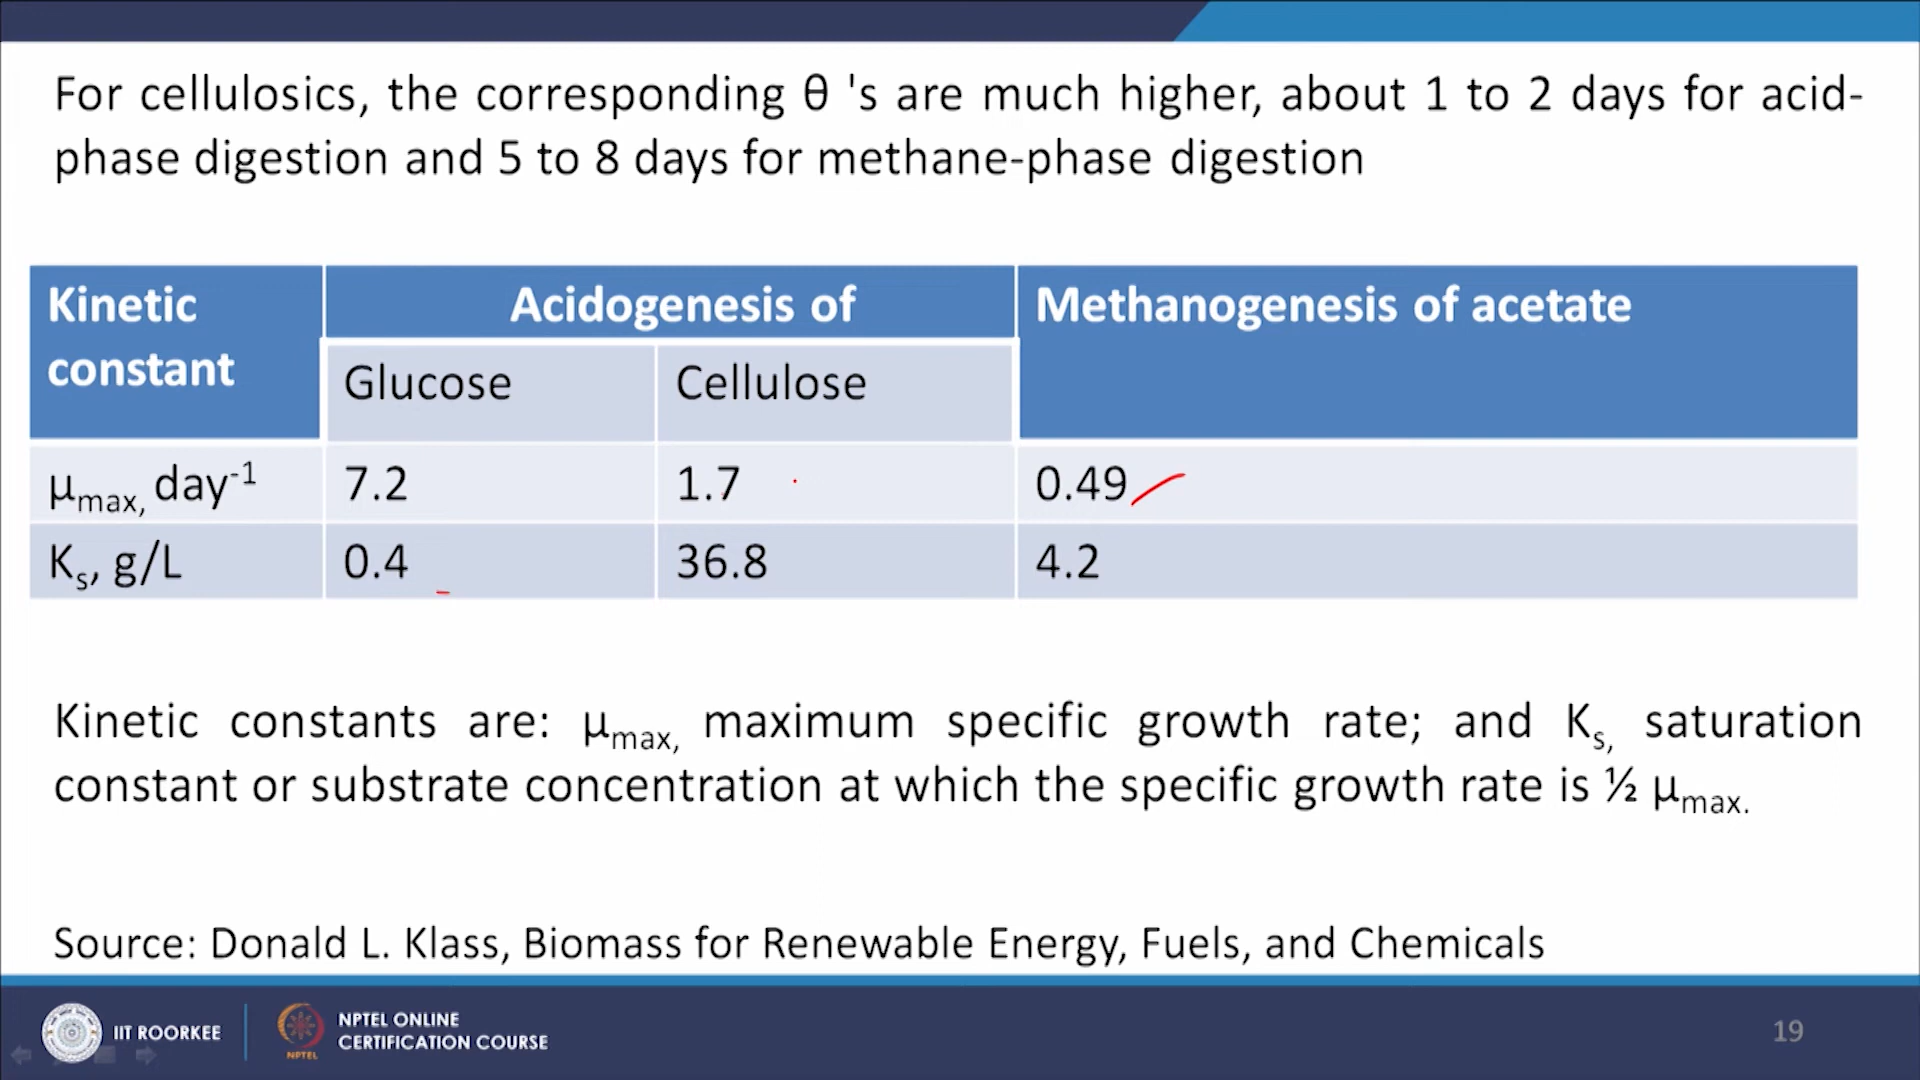 For cellulosics, the corresponding θ 's are much higher, about 1 to 2 days for acid-
phase digestion and 5 to 8 days for methane-phase digestion
Kinetic constant Acidogenesis of Methanogenesis of acetate
Glucose Cellulose
μmax, day-1 7.2 1.7 0.49
Ks, g/L 0.4 36.8 4.2
Kinetic constants are: μmax, maximum specific growth rate; and Ks, saturation
constant or substrate concentration at which the specific growth rate is ½ μmax.
Source: Donald L. Klass, Biomass for Renewable Energy, Fuels, and Chemicals
IIT ROORKEE
NPTEL
NPTEL ONLINE
CERTIFICATION COURSE
19